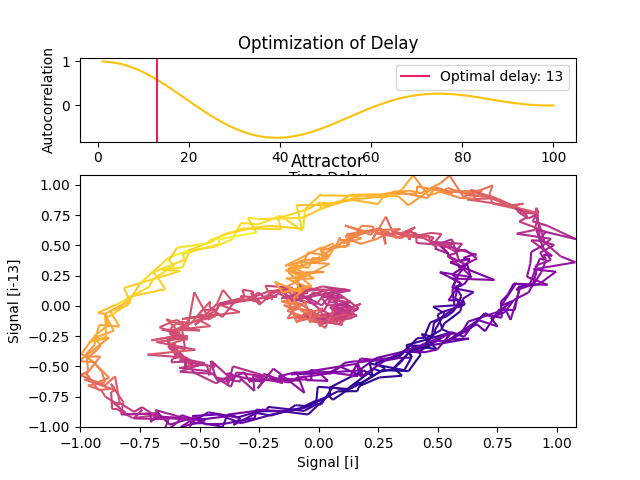 Optimization of Delay
Autocorrelation
1
0
Optimal delay: 13
0 20 40 60 80 100
Attractor
Signal [i-13]
1.00
0.75
0.50
0.25
0.00
−0.25
−0.50
−0.75
−1.00
−1.00 −0.75 −0.50 −0.25 0.00 0.25 0.50 0.75 1.00
Signal [i]